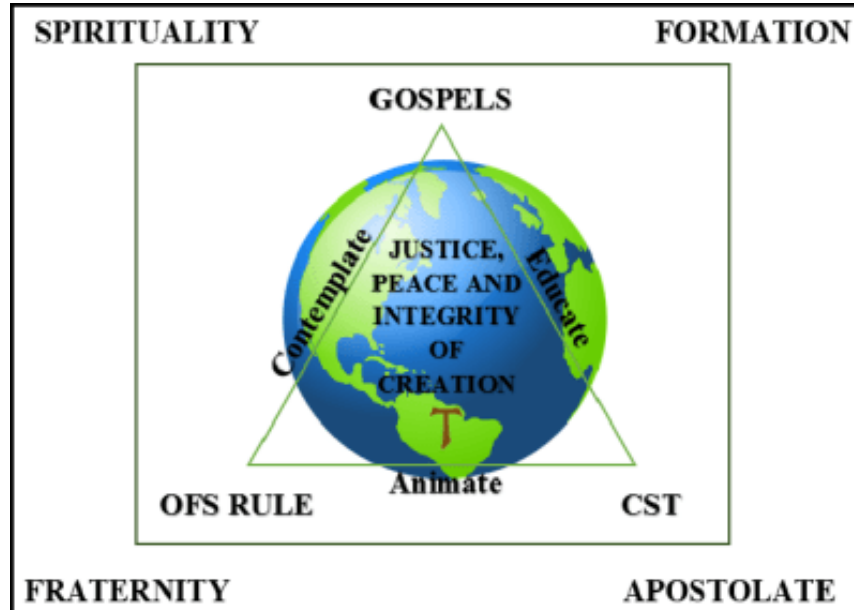 SPIRITUALITY
FORMATION
GOSPELS
Contemplate
Educate
JUSTICE,
PEACE AND
INTEGRITY
OF
CREATION
Animate
OFS RULE
CST
FRATERNITY
APOSTOLATE